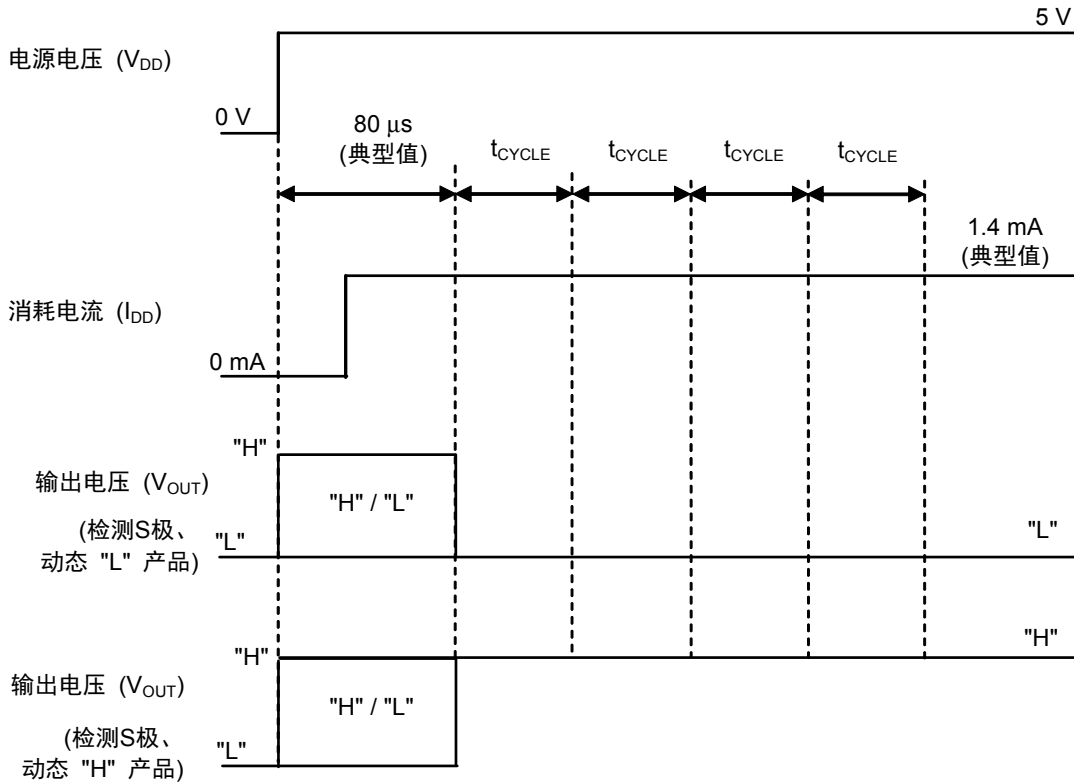 5 V
电源电压 (VDD)
0 V
80 μs
(典型值)
tCYCLE
tCYCLE
tCYCLE
tCYCLE
1.4 mA
(典型值)
消耗电流 (IDD)
0 mA
"H"
输出电压 (VOUT)
"H" / "L"
(检测S极、
动态 "L" 产品)
"L"
"L"
"H"
"H"
输出电压 (VOUT)
"H" / "L"
(检测S极、
动态 "H" 产品)
"L"